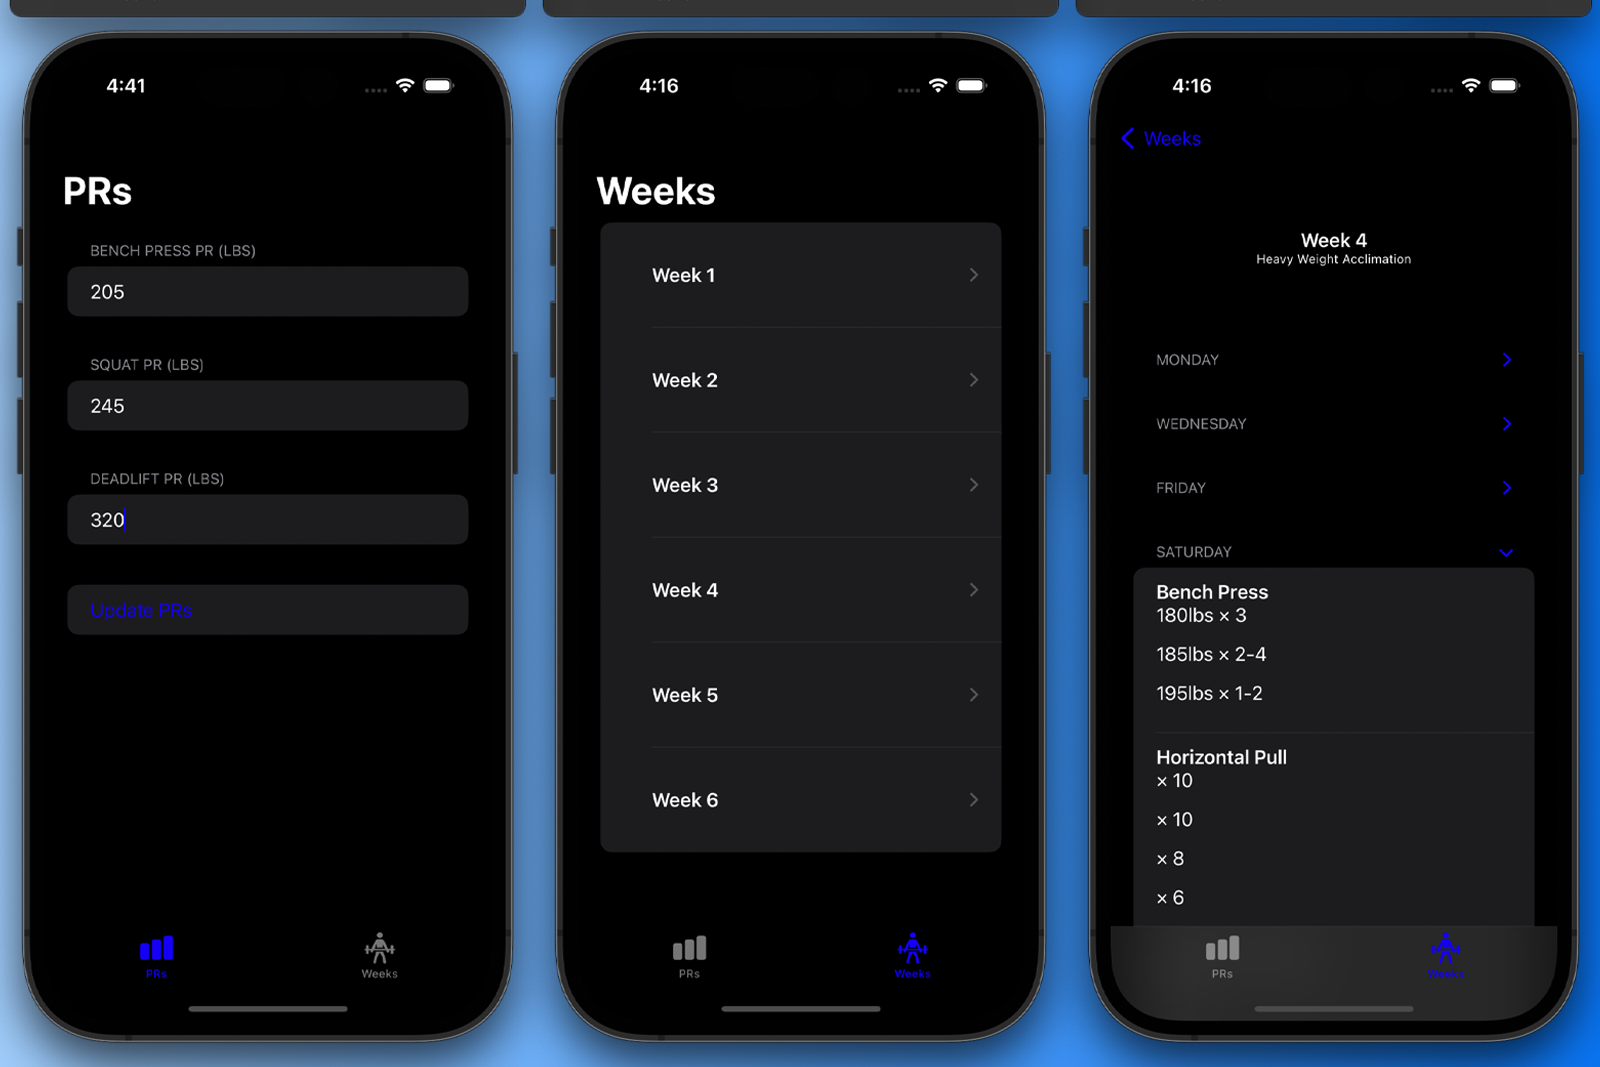 4:41
PRs
BENCH PRESS PR (LBS)
205
SQUAT PR (LBS)
245
DEADLIFT PR (LBS)
320
Update PRs
PRs
Weeks
4:16
Weeks
Week 1
Week 2
Week 3
Week 4
Week 5
Week 6
PRs
Weeks
4:16
Weeks
Week 4
Heavy Weight Acclimation
MONDAY
WEDNESDAY
FRIDAY
SATURDAY
Bench Press
180lbs × 3
185lbs × 2-4
195lbs × 1-2
Horizontal Pull
× 10
× 10
× 8
× 6
PRs
Weeks